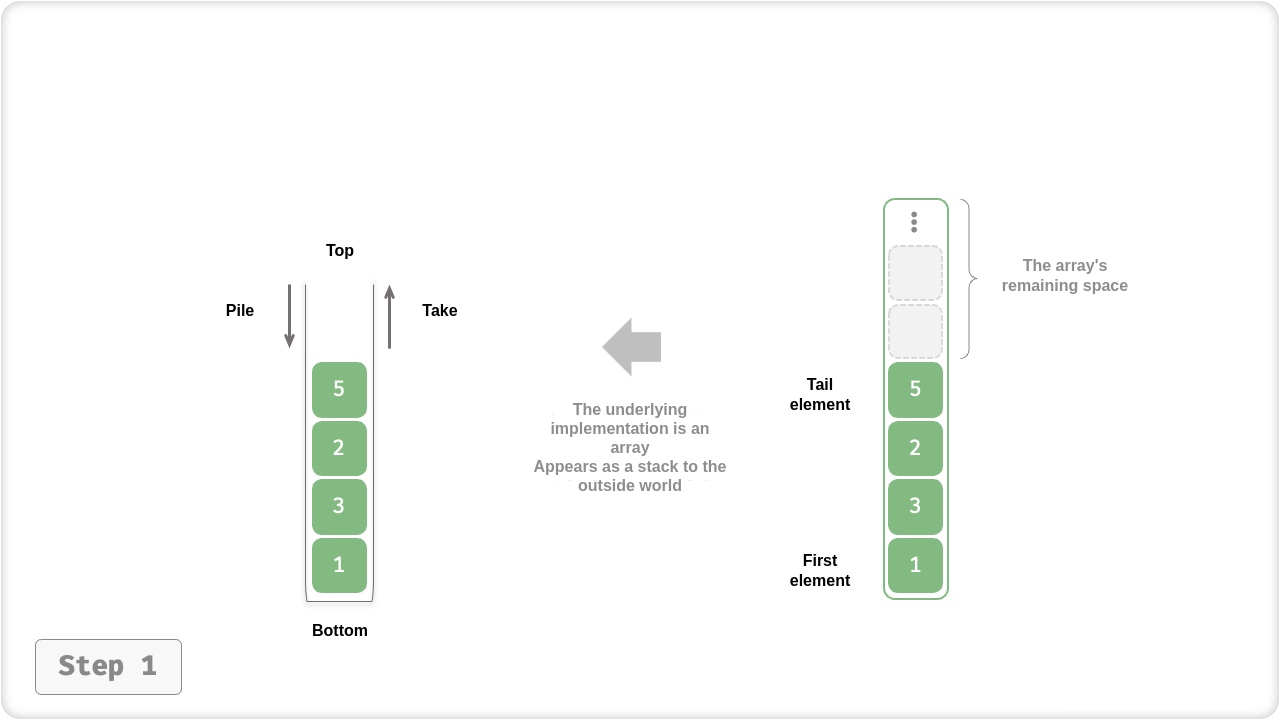 Top
Pile
Take
5
2
3
1
Bottom
The underlying
implementation is an
array
Appears as a stack to the
outside world
The array's
remaining space
Tail
element
First
element
5
2
3
1
Step 1